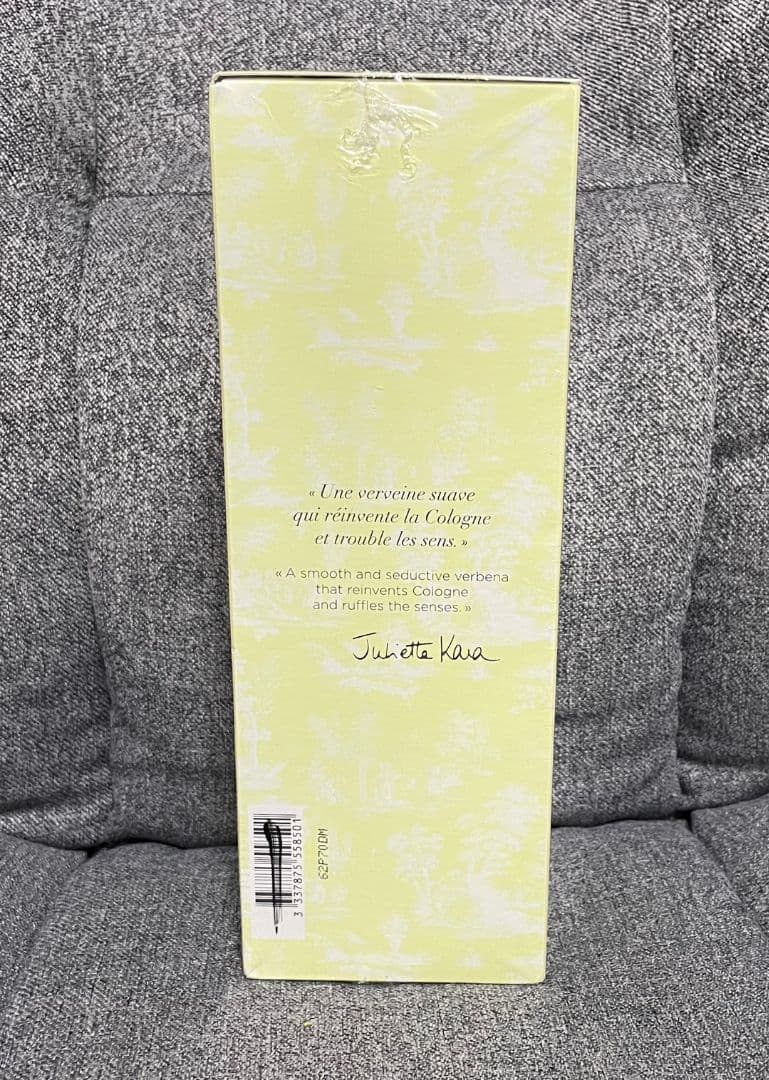 « Une verveine suave
qui réinvente la Cologne
et trouble les sens. »
« A smooth and seductive verbena
that reinvents Cologne
and ruffles the senses. »
Juliette Kara
3 337875 558501
62P70DM